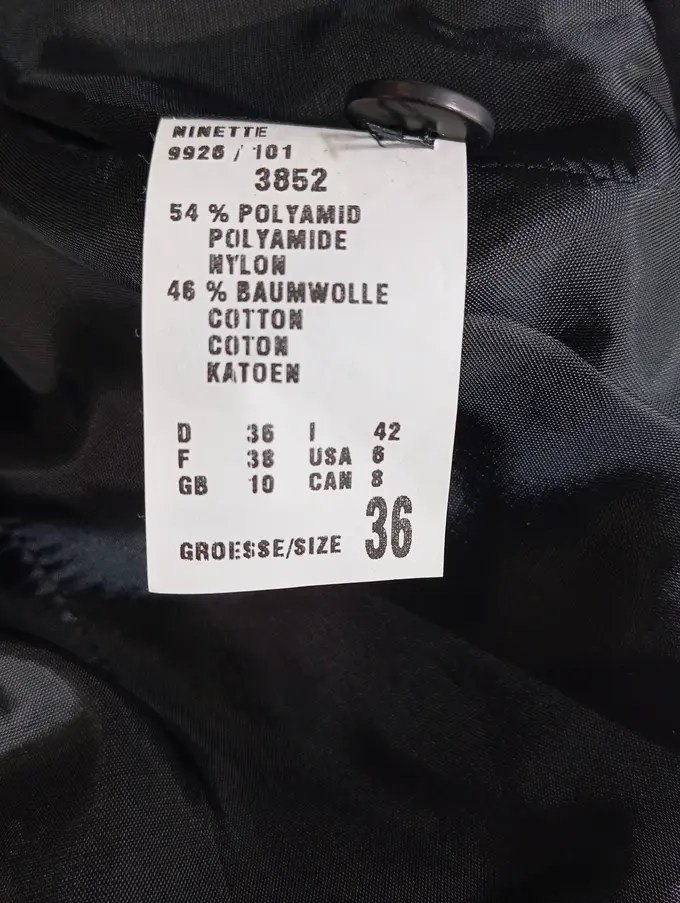 NINETTE
9926 / 101
3852
54 % POLYAMID
POLYAMIDE
NYLON
46 % BAUMWOLLE
COTTON
COTON
KATOEN
D 36 I 42
F 38 USA 6
GB 10 CAN 8
GROESSE/SIZE 36